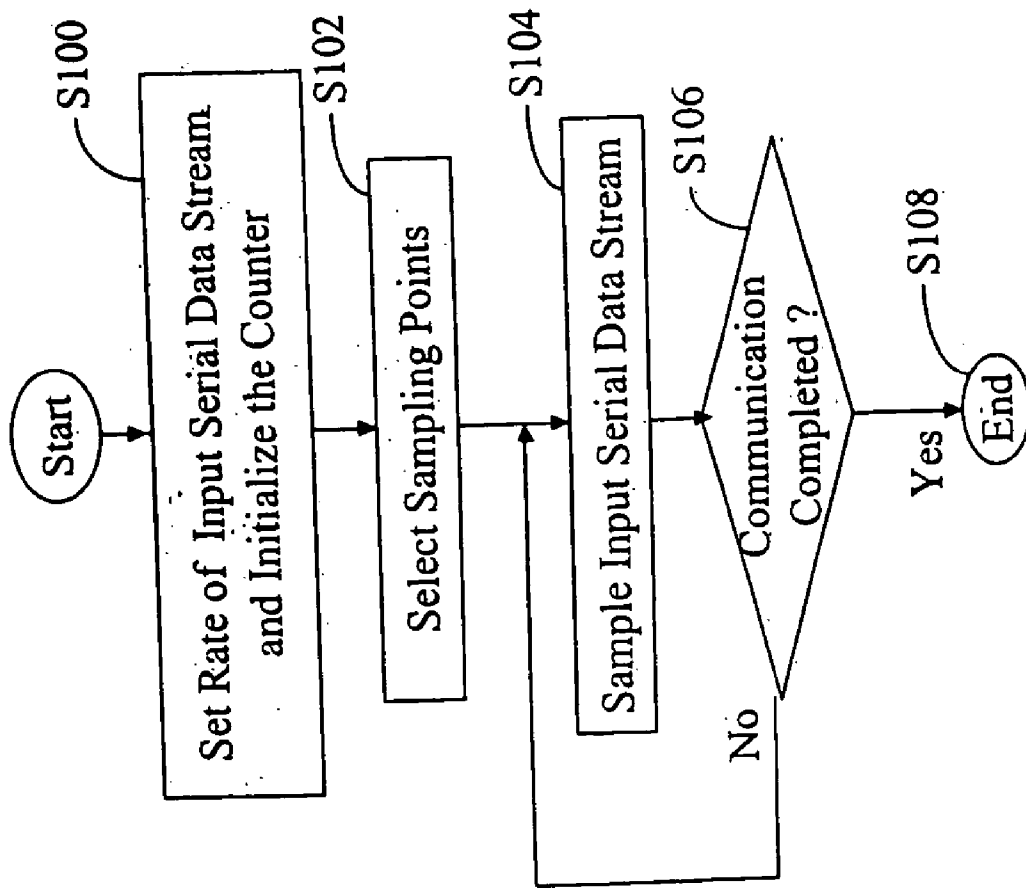 Start
S100
Set Rate of Input Serial Data Stream
and Initialize the Counter
S102
Select Sampling Points
S104
Sample Input Serial Data Stream
S106
Communication
Completed ?
No
Yes
S108
End